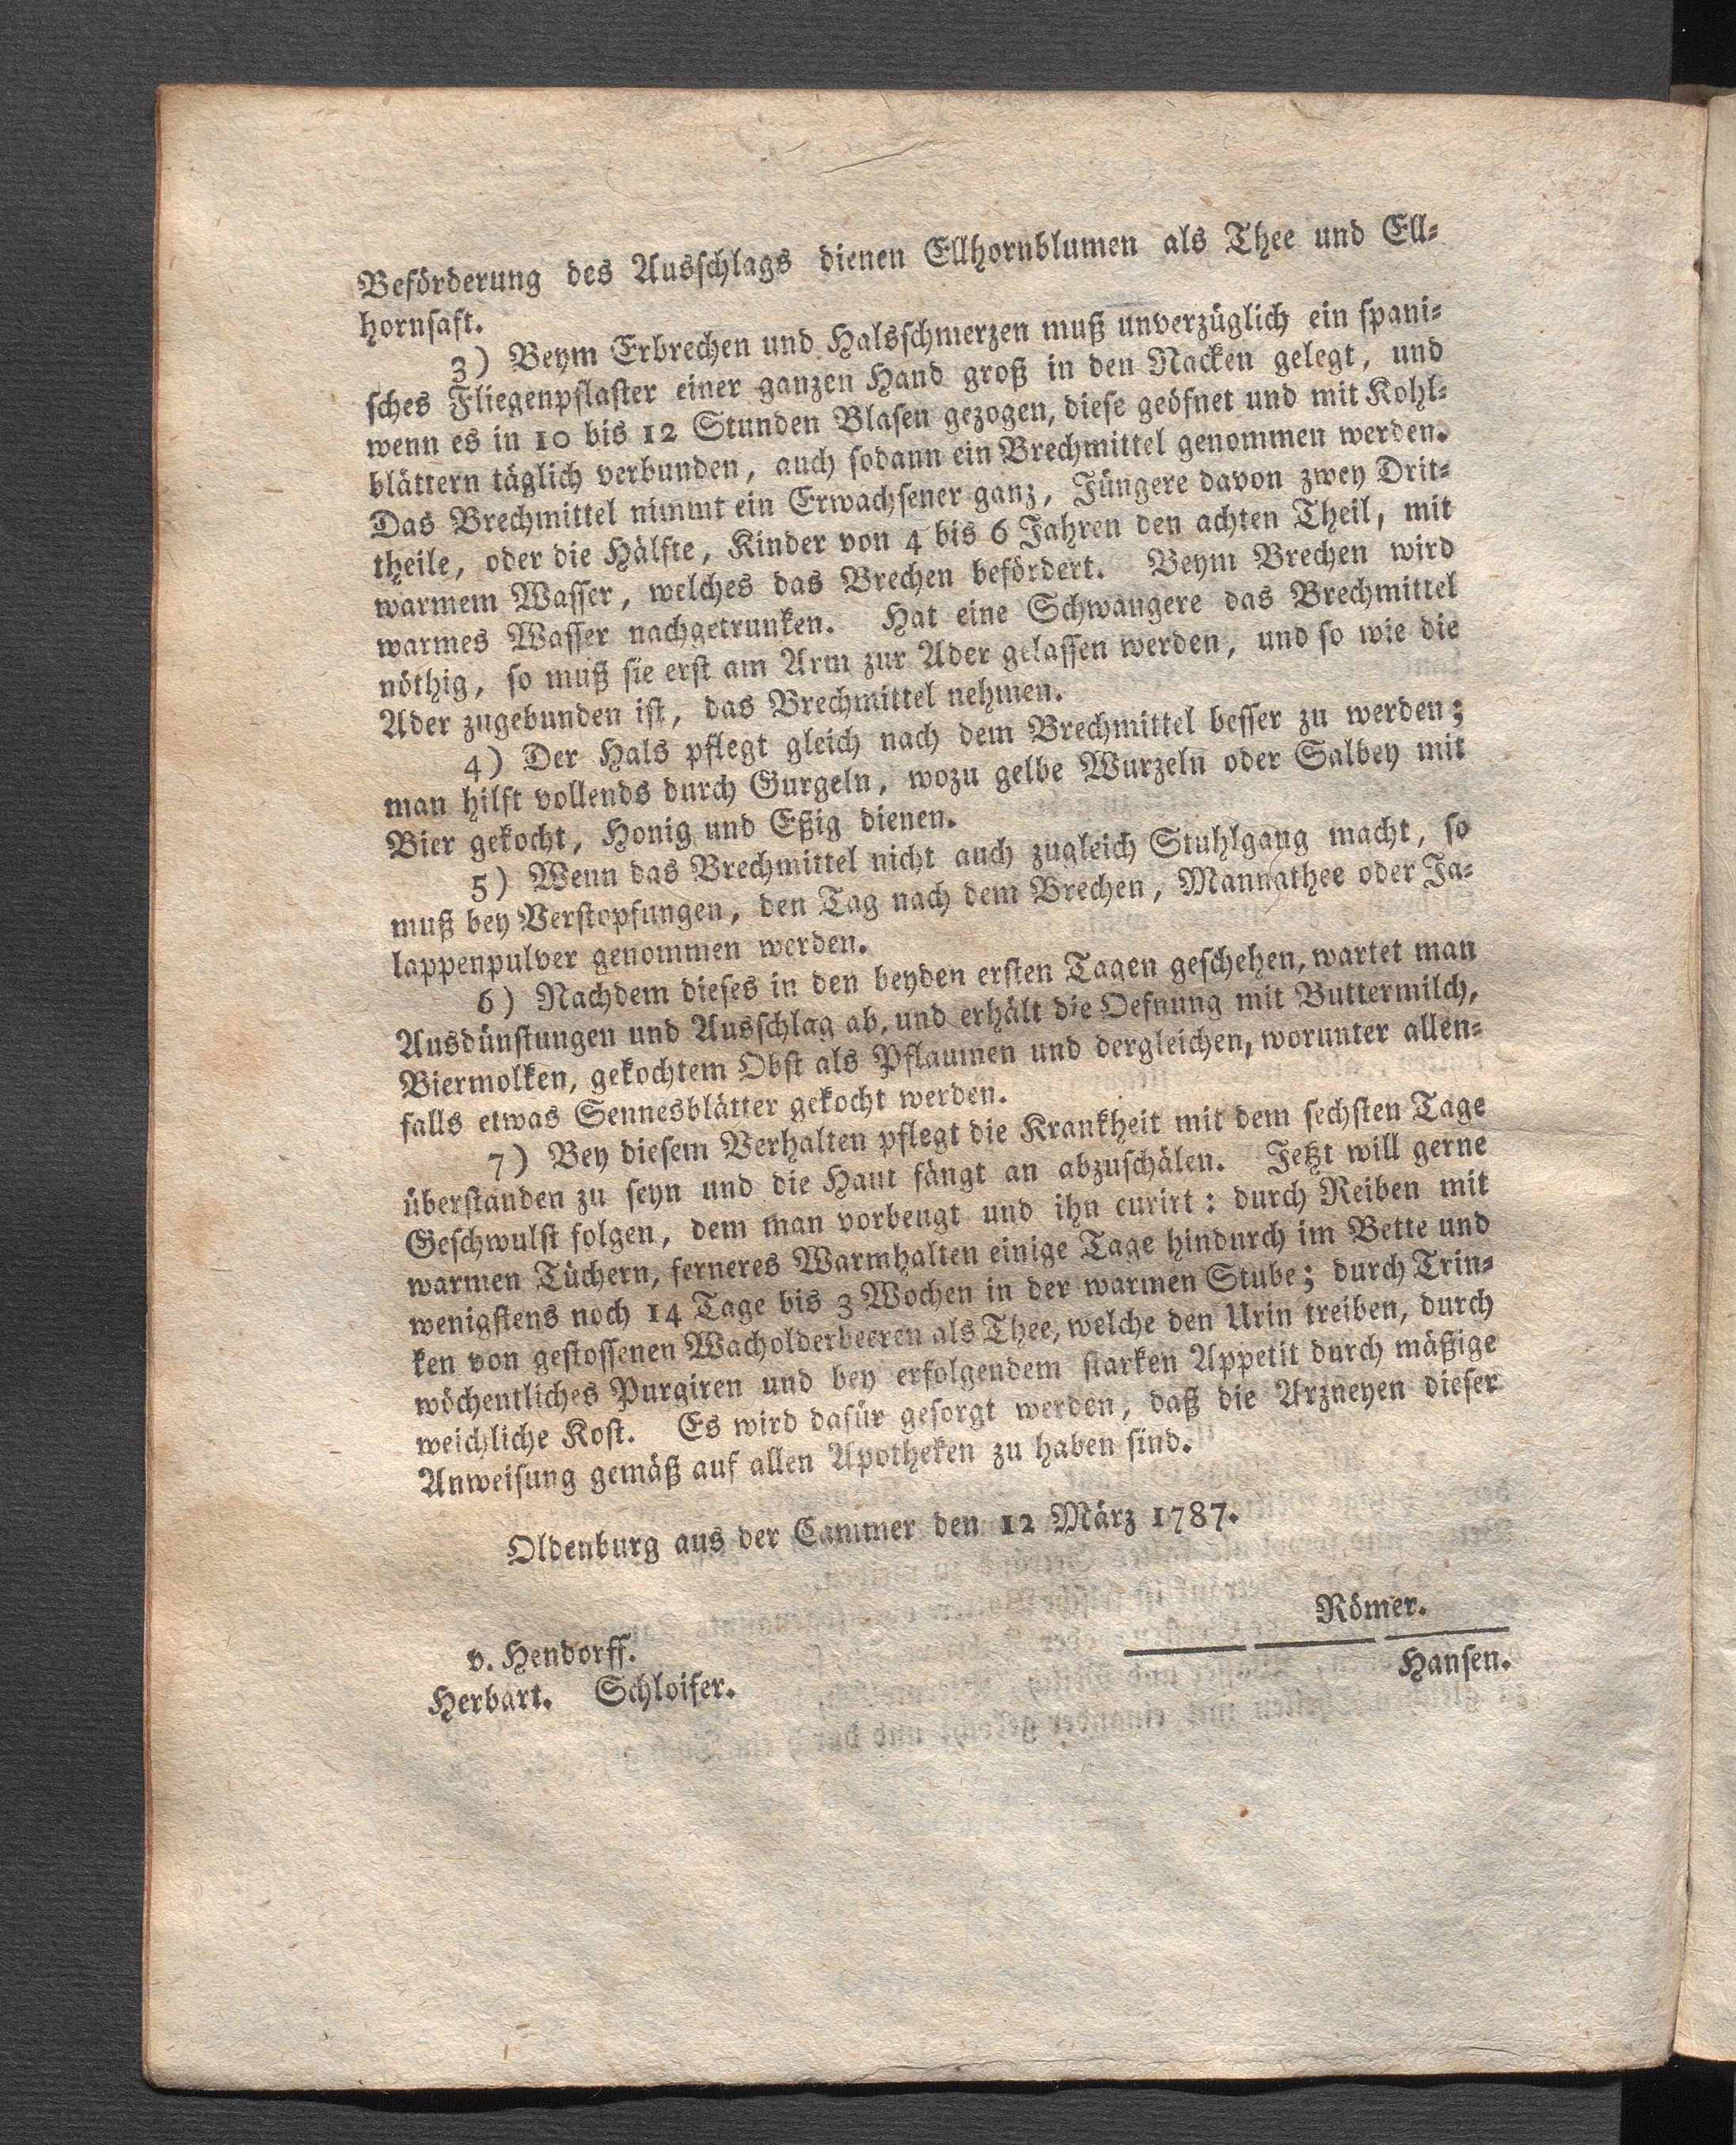 Beförderung des Ausschlags dienen Ellhornblumen als Thee und Ell-
hornsaft.
3) Beym Erbrechen und Halsschmerzen muß unverzüglich ein spani-
sches Fliegenpflaster einer ganzen Hand groß in den Nacken gelegt, und
wenn es in 10 bis 12 Stunden Blasen gezogen, diese geöfnet und mit Kohl-
blättern täglich verbunden, auch sodann ein Brechmittel genommen werden.
Das Brechmittel nimmt ein Erwachsener ganz, Jüngere davon zwey Drit-
theile, oder die Hälfte, Kinder von 4 bis 6 Jahren den achten Theil, mit
warmem Wasser, welches das Brechen befördert. Beym Brechen wird
warmes Wasser nachgetrunken. Hat eine Schwangere das Brechmittel
nöthig, so muß sie erst am Arm zur Ader gelassen werden, und so wie die
Ader zugebunden ist, das Brechmittel nehmen.
4) Der Hals pflegt gleich nach dem Brechmittel besser zu werden;
man hilft vollends durch Gurgeln, wozu gelbe Wurzeln oder Salbey mit
Bier gekocht, Honig und Eßig dienen.
5) Wenn das Brechmittel nicht auch zugleich Stuhlgang macht, so
muß bey Verstopfungen, den Tag nach dem Brechen, Mannathee oder Ja-
lappenpulver genommen werden.
6) Nachdem dieses in den beyden ersten Tagen geschehen, wartet man
Ausdünstungen und Ausschlag ab, und erhält die Oefnung mit Buttermilch,
Biermolken, gekochtem Obst als Pflaumen und dergleichen, worunter allen-
falls etwas Sennesblätter gekocht werden.
7) Bey diesem Verhalten pflegt die Krankheit mit dem sechsten Tage
überstanden zu seyn und die Haut fängt an abzuschälen. Jetzt will gerne
Geschwulst folgen, dem man vorbeugt und ihn curirt: durch Reiben mit
warmen Tüchern, ferneres Warmhalten einige Tage hindurch im Bette und
wenigstens noch 14 Tage bis 3 Wochen in der warmen Stube; durch Trin-
ken von gestossenen Wacholderbeeren als Thee, welche den Urin treiben, durch
wöchentliches Purgiren und bey erfolgendem starken Appetit durch mäßige
weichliche Kost. Es wird dafür gesorgt werden, daß die Arzneyen dieser
Anweisung gemäß auf allen Apotheken zu haben sind.
Oldenburg aus der Cammer den 12 März 1787.
Römer.
v. Hendorff.
Hansen.
Herbart. Schloifer.